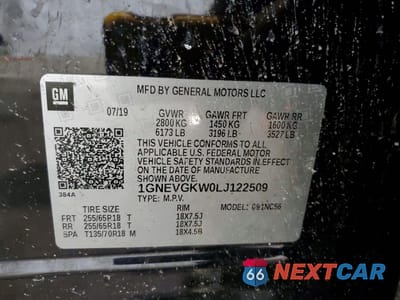 GM
MFD BY GENERAL MOTORS LLC
07/19 GVWR GAWR FRT GAWR RR
2800 KG 1450 KG 1600 KG
6173 LB 3196 LB 3527 LB
THIS VEHICLE CONFORMS TO ALL APPLICABLE
U.S. FEDERAL MOTOR VEHICLE SAFETY
STANDARDS IN EFFECT ON THE DATE OF
MANUFACTURE SHOWN ABOVE.
384A
1GNEVGKW0LJ122509
TYPE: M.P.V. MODEL:
TIRE SIZE RIM
FRT 255/65R18 T 18X7.5J
RR 255/65R18 T 18X7.5J
SPA T135/70R18 M 18X4.5B
66 NEXTCAR